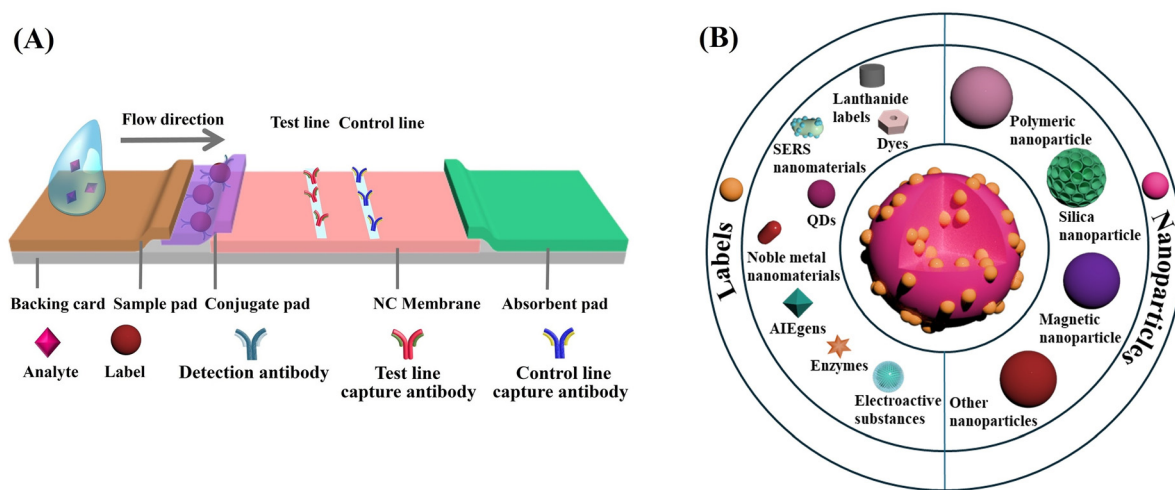 (A)
Flow direction
Test line
Control line
Backing card
Sample pad
Conjugate pad
NC Membrane
Absorbent pad
Analyte
Label
Detection antibody
Test line
capture antibody
Control line
capture antibody
(B)
Labels
Lanthanide
labels
Dyes
SERS
nanomaterials
QDs
Noble metal
nanomaterials
AIEgens
Enzymes
Electroactive
substances
Polymeric
nanoparticle
Silica
nanoparticle
Magnetic
nanoparticle
Other
nanoparticles
Nanoparticles